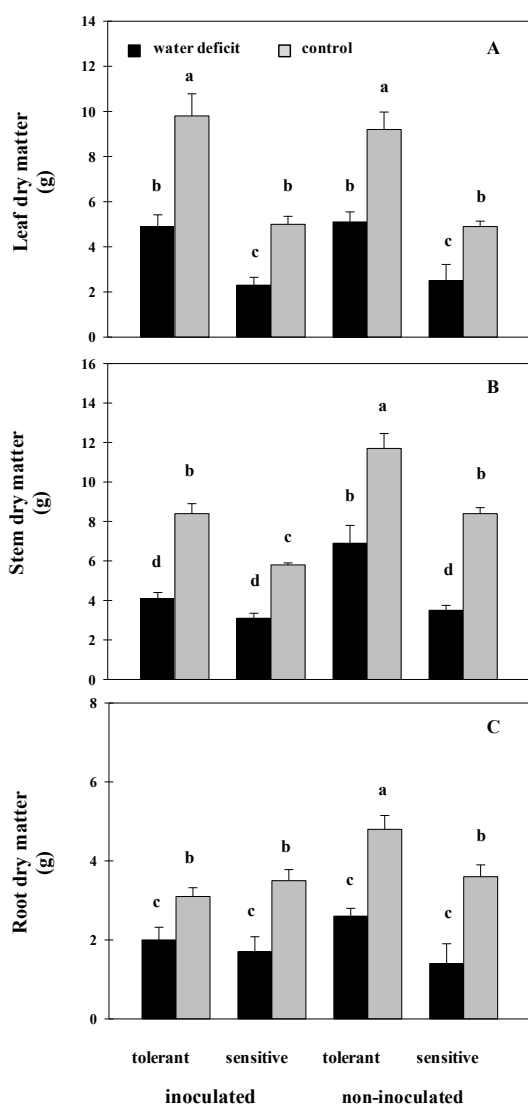 14
water deficit control A
a
12
a
10
Leaf dry matter
(g)
8
b b b b
6
c c
4
2
0
16
B
14
a
12
Stem dry matter
(g)
b b
10
b
8
c
6
d d d
4
2
0
8
C
a
6
Root dry matter
(g)
b b b
4
c c c c
2
0
tolerant sensitive tolerant sensitive
inoculated non-inoculated